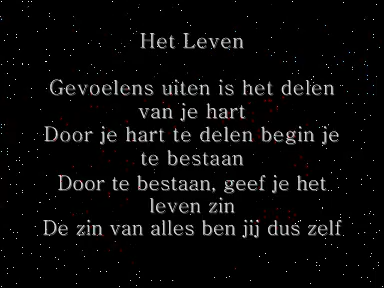 Het Leven
Gevoelens uiten is het delen
van je hart
Door je hart te delen begin je
te bestaan
Door te bestaan, geef je het
leven zin
De zin van alles ben jij dus zelf